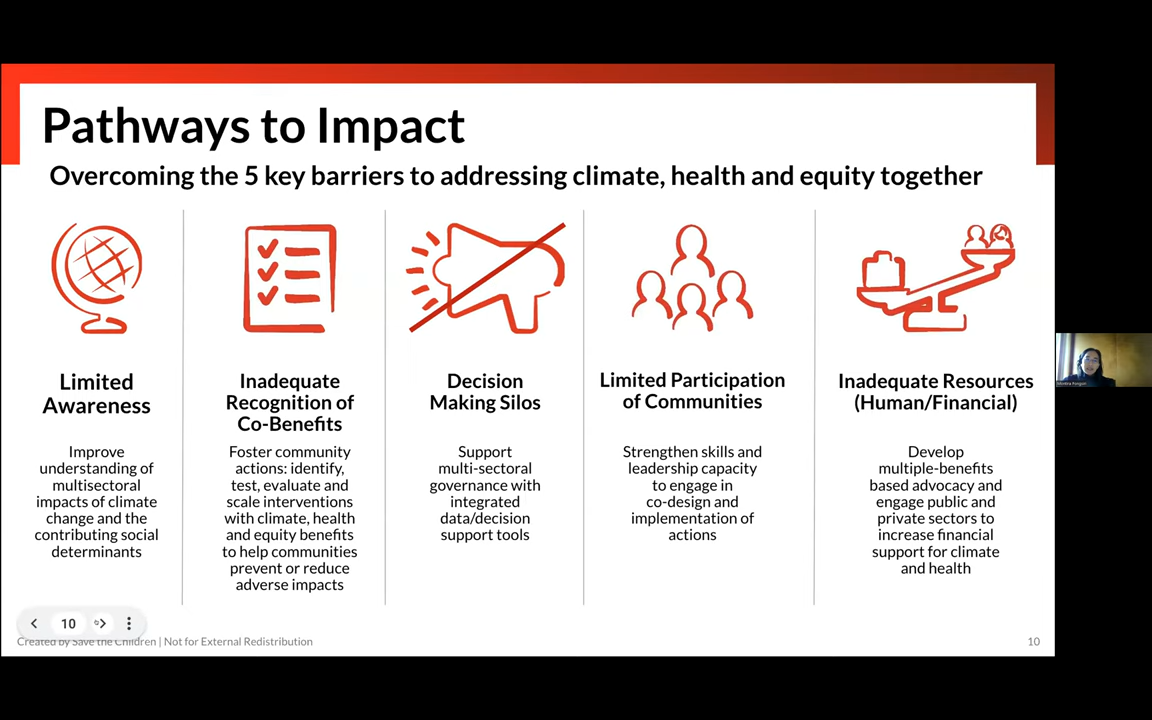 Pathways to Impact
Overcoming the 5 key barriers to addressing climate, health and equity together
Limited
Awareness
Improve
understanding of
multisectoral
impacts of climate
change and the
contributing social
determinants
Inadequate
Recognition of
Co-Benefits
Foster community
actions: identify,
test, evaluate and
scale interventions
with climate, health
and equity benefits
to help communities
prevent or reduce
adverse impacts
Decision
Making Silos
Support
multi-sectoral
governance with
integrated
data/decision
support tools
Limited Participation
of Communities
Strengthen skills and
leadership capacity
to engage in
co-design and
implementation of
actions
Inadequate Resources
(Human/Financial)
Develop
multiple-benefits
based advocacy and
engage public and
private sectors to
increase financial
support for climate
and health
10
Created by Save the Children | Not for External Redistribution
10